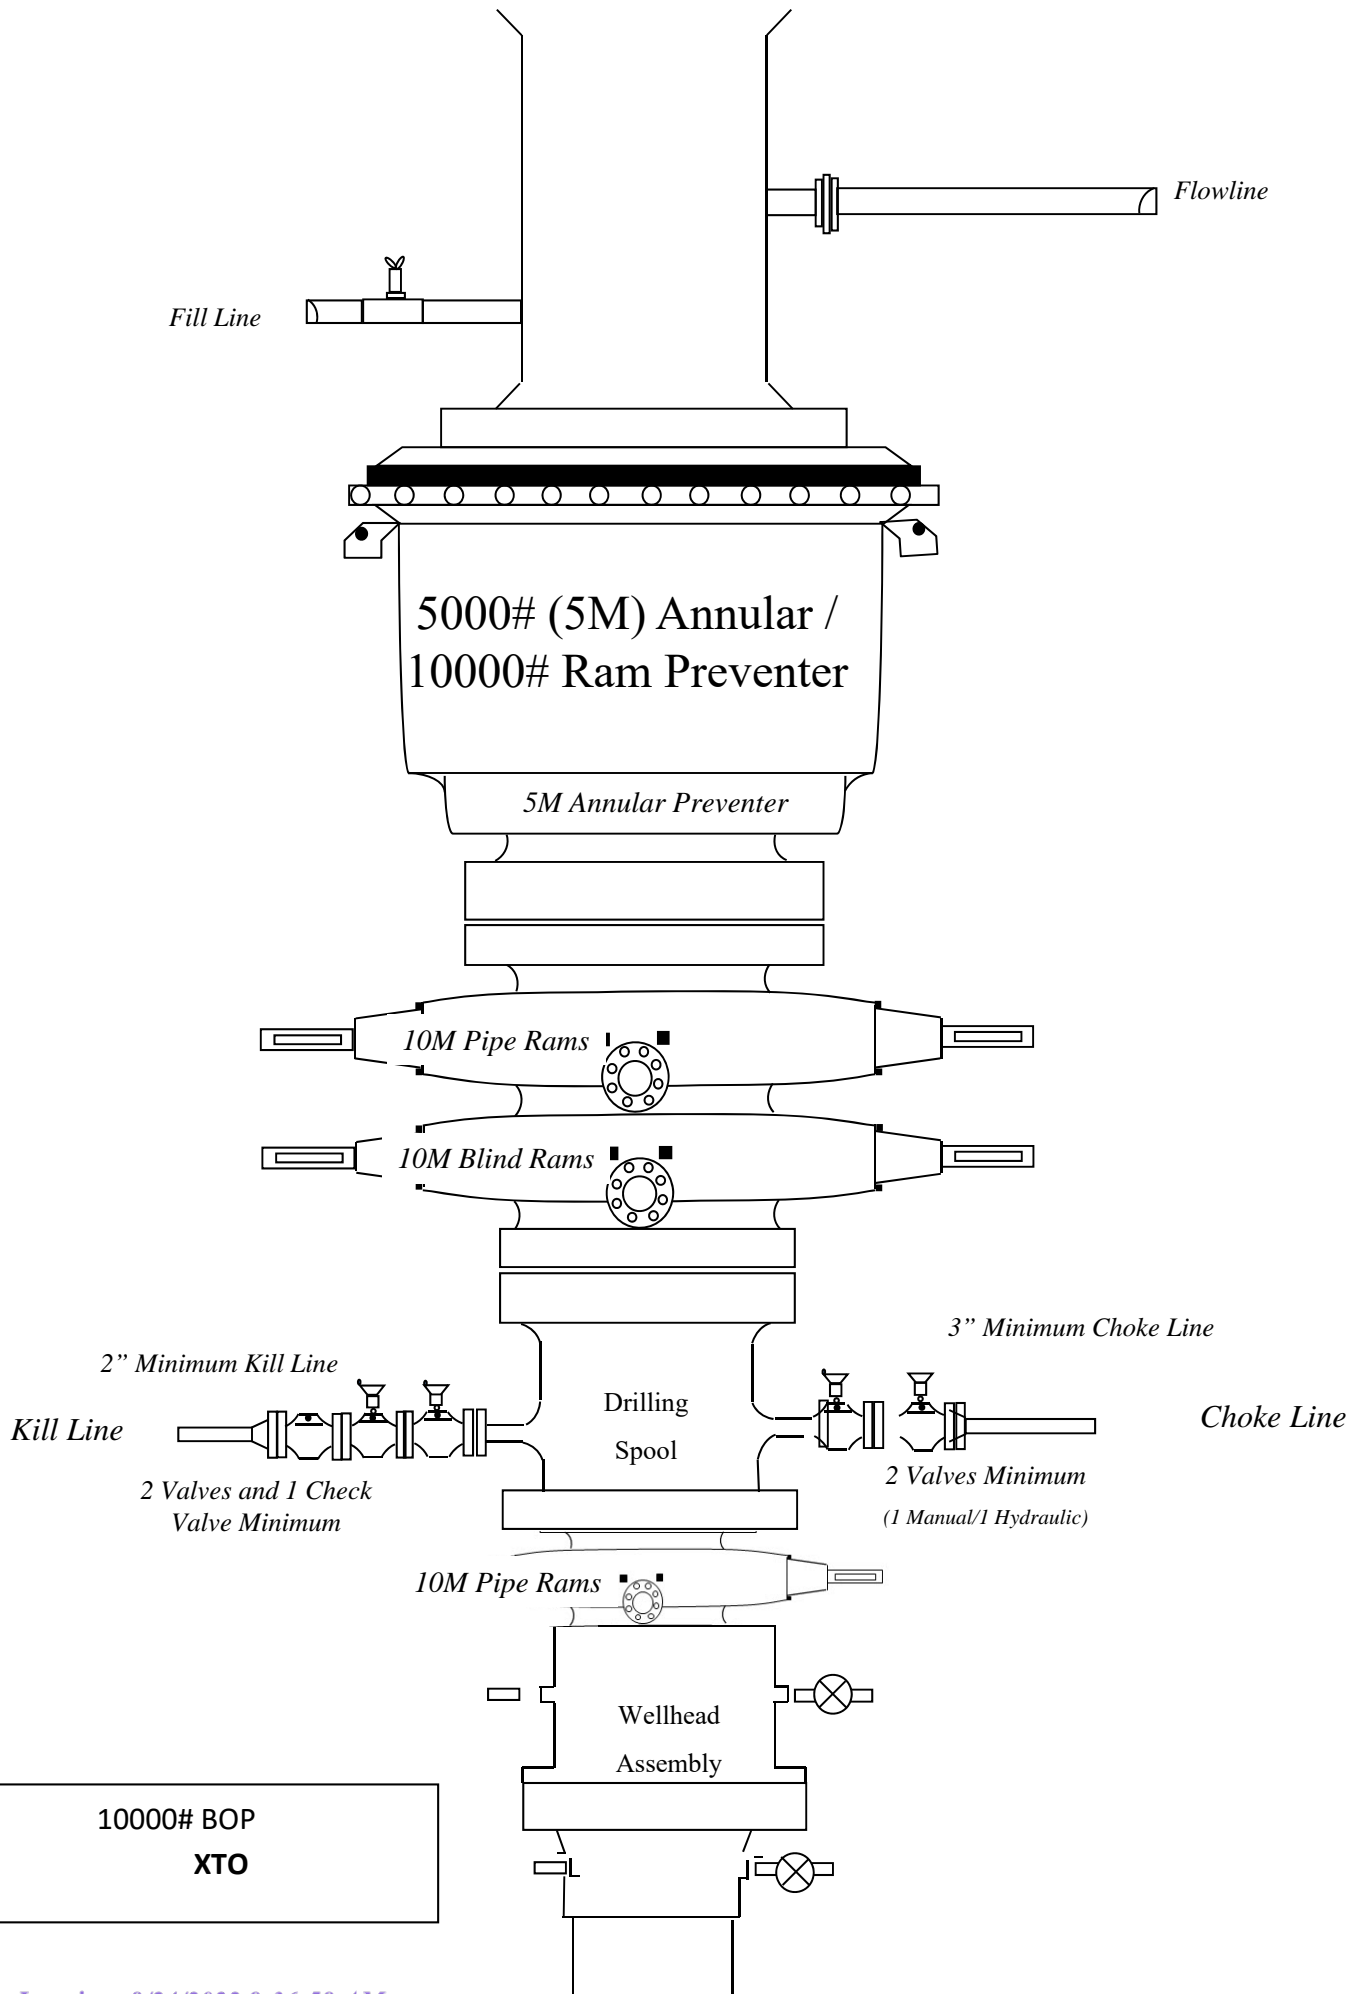 Flowline
Fill Line
5000# (5M) Annular /
10000# Ram Preventer
5M Annular Preventer
10M Pipe Rams
10M Blind Rams
3” Minimum Choke Line
2” Minimum Kill Line
Drilling
Spool
Kill Line
Choke Line
2 Valves and 1 Check
Valve Minimum
2 Valves Minimum
(1 Manual/1 Hydraulic)
10M Pipe Rams
Wellhead
Assembly
10000# BOP
XTO